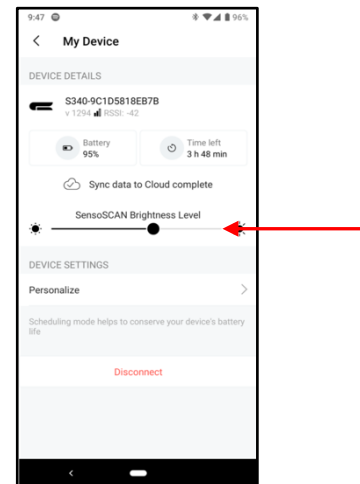 9:47 96%
My Device
DEVICE DETAILS
S340-9C1D5818EB7B
v 1294 RSSI: -42
Battery
95%
Time left
3 h 48 min
Sync data to Cloud complete
SensoSCAN Brightness Level
DEVICE SETTINGS
Personalize
Scheduling mode helps to conserve your device's battery
life
Disconnect